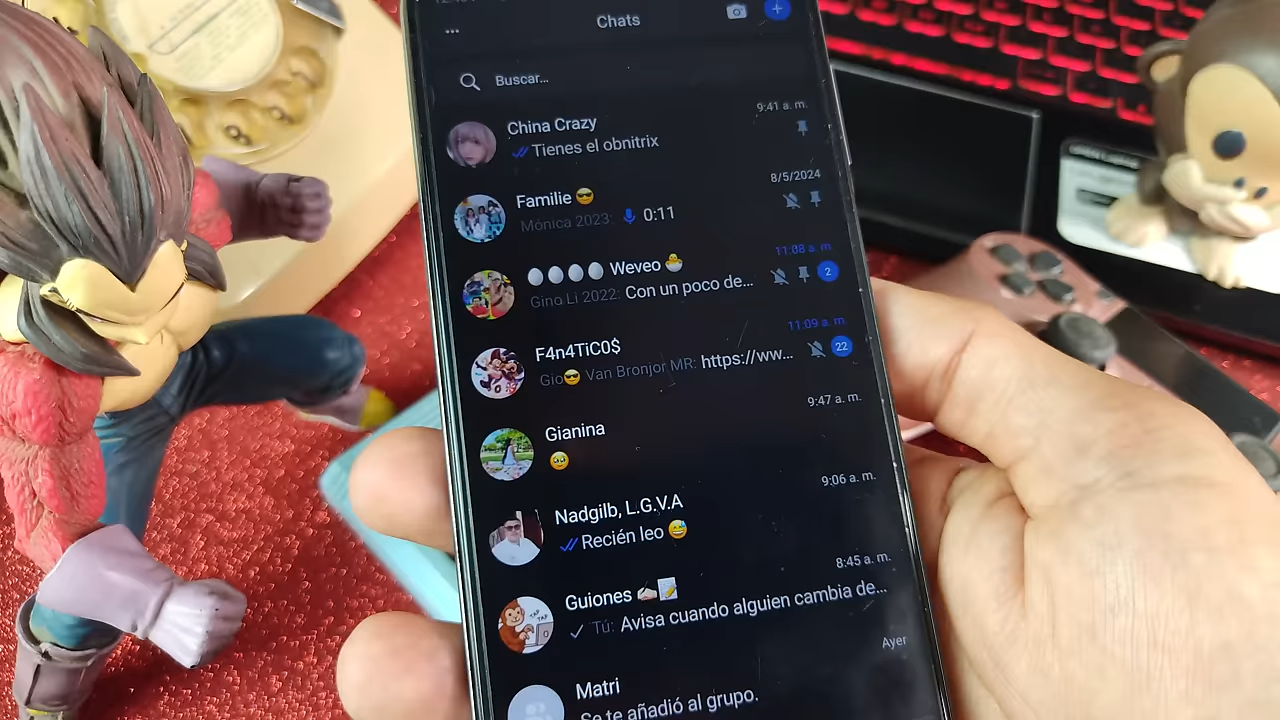 Chats
Buscar...
China Crazy
9:41 a. m.
Tienes el obnitrix
Familie 😎
8/5/2024
Mónica 2023: 0:11
🥚🥚🥚🥚 Weveo 🐣
11:08 a. m.
Gino Li 2022: Con un poco de...
2
F4n4TiC0$
11:09 a. m.
Gio😎 Van Bronjor MR: https://ww...
22
Gianina
9:47 a. m.
🥹
Nadgilb, L.G.V.A
9:06 a. m.
Recién leo 😅
Guiones ✍🏻📝
8:45 a. m.
Tú: Avisa cuando alguien cambia de...
TAP
TAP
Matri
Ayer
Se te añadió al grupo.